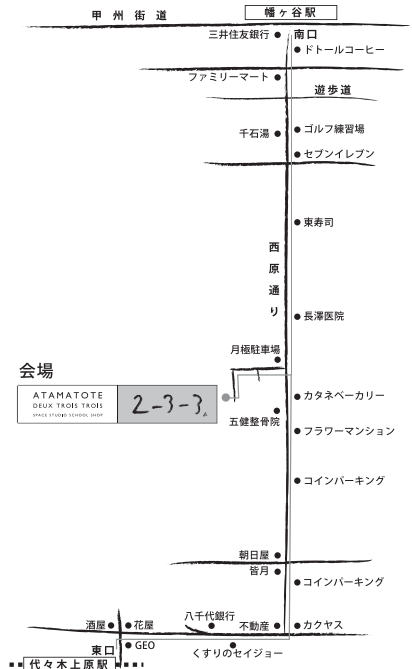 甲州街道
幡ヶ谷駅
三井住友銀行
南口
ドトールコーヒー
ファミリーマート
遊歩道
千石湯
ゴルフ練習場
セブンイレブン
東寿司
西原通り
長澤医院
月極駐車場
会場
ATAMATOTE
DEUX TROIS TROIS
SPACE STUDIO SCHOOL SHOP
2-3-3
カタネベーカリー
五健整骨院
フラワーマンション
コインパーキング
朝日屋
皆月
コインパーキング
八千代銀行
酒屋
花屋
不動産
カクヤス
東口
GEO
くすりのセイジョー
代々木上原駅